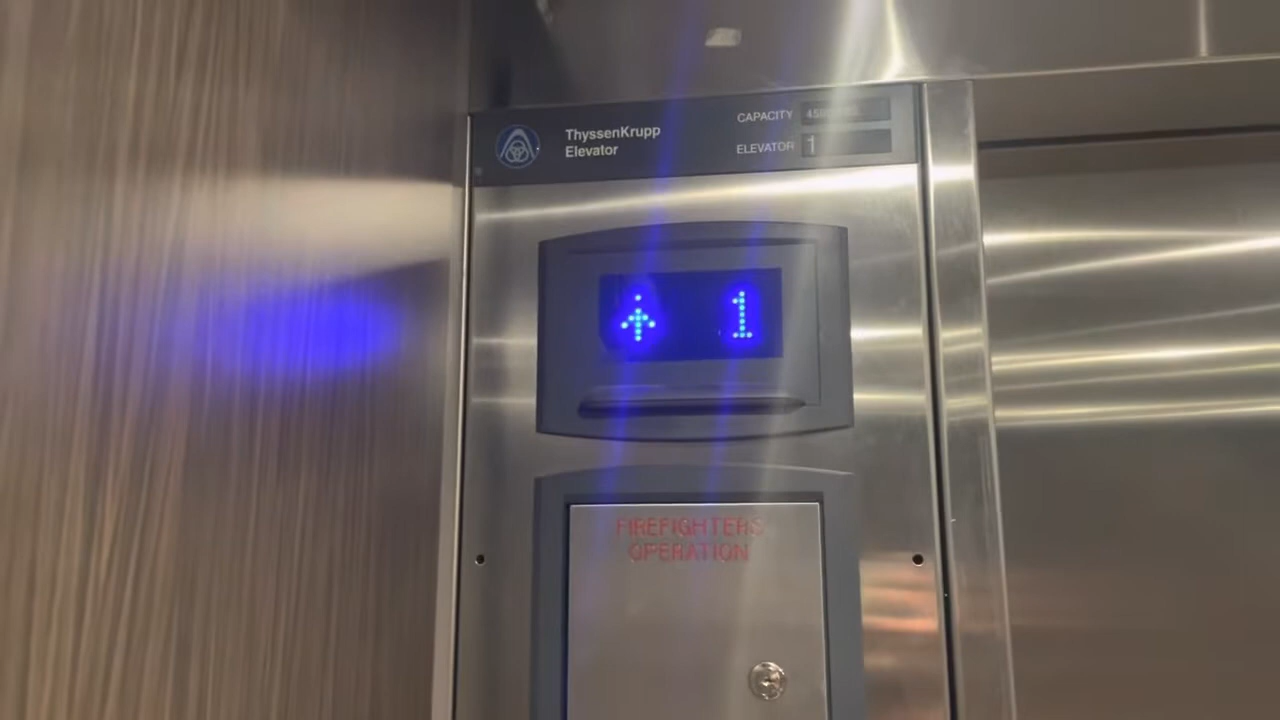 ThyssenKrupp
Elevator
CAPACITY
ELEVATOR 1
1
FIREFIGHTERS
OPERATION